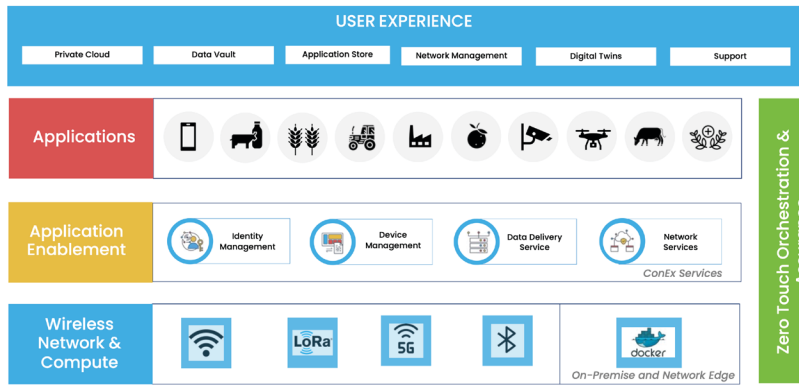 USER EXPERIENCE
Private Cloud
Data Vault
Application Store
Network Management
Digital Twins
Support
Applications
Application
Enablement
Identity
Management
Device
Management
Data Delivery
Service
Network
Services
ConEx Services
Wireless
Network &
Compute
LoRa
5G
docker
On-Premise and Network Edge
Zero Touch Orchestration &